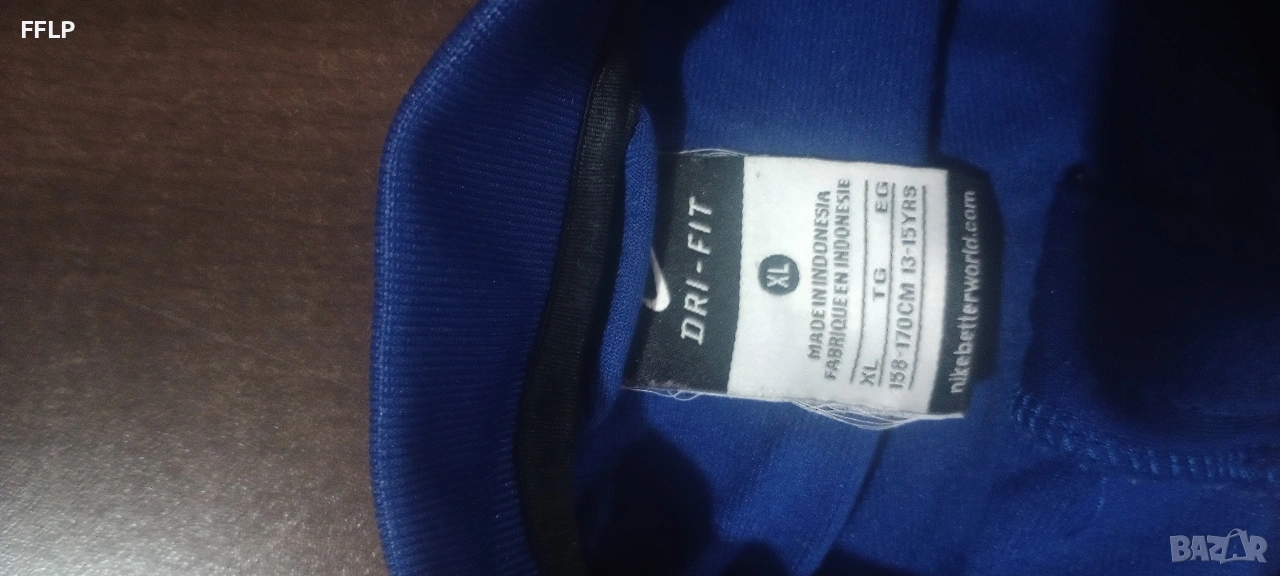 FFLP
DRI-FIT
XL
MADE IN INDONESIA
FABRIQUE EN INDONESIE
XL TG EG
158-170CM 13-15YRS
nikebetterworld.com
BAZAR